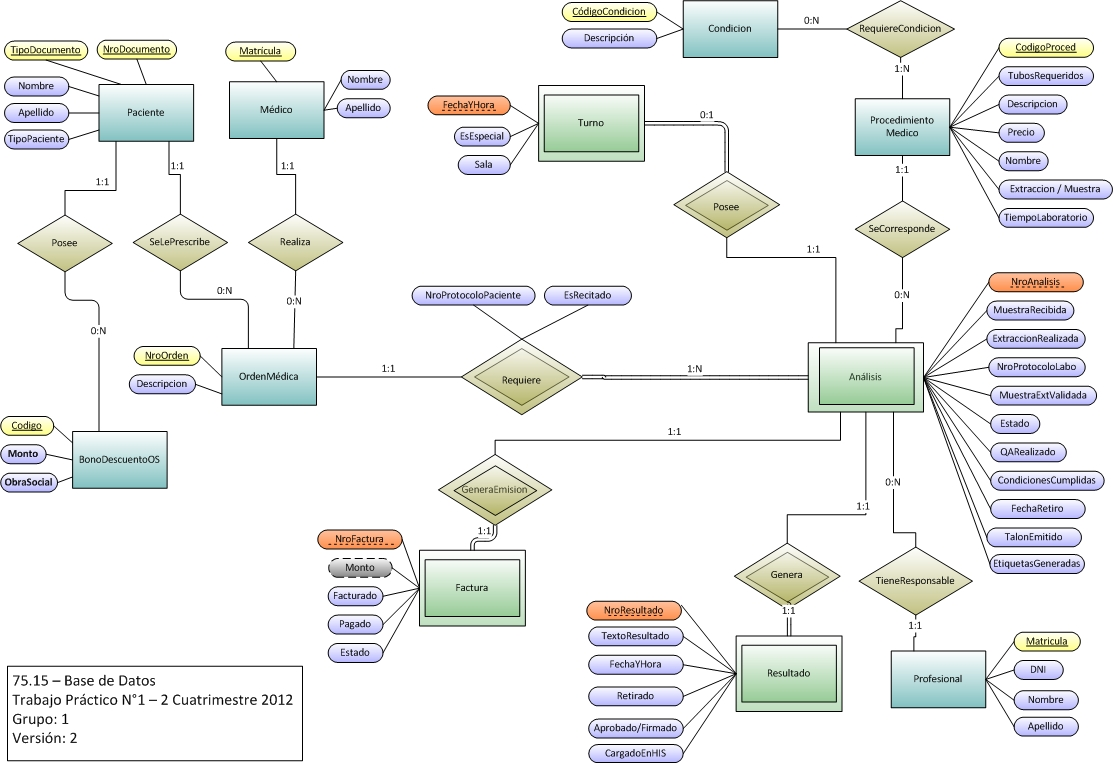 CódigoCondicion
Descripción
Condicion
0:N
RequiereCondicion
1:N
TipoDocumento
NroDocumento
Nombre
Apellido
TipoPaciente
Paciente
Matrícula
Médico
Nombre
Apellido
FechaYHora
EsEspecial
Sala
Turno
0:1
Procedimiento
Medico
CodigoProced
TubosRequeridos
Descripcion
Precio
Nombre
Extraccion / Muestra
TiempoLaboratorio
1:1
1:1
1:1
1:1
Posee
SeLePrescribe
Realiza
Posee
SeCorresponde
1:1
0:N
0:N
0:N
0:N
NroProtocoloPaciente
EsRecitado
NroOrden
Descripcion
OrdenMédica
1:1
Requiere
1:N
Análisis
NroAnalisis
MuestraRecibida
ExtraccionRealizada
NroProtocoloLabo
MuestraExtValidada
Estado
QARealizado
CondicionesCumplidas
FechaRetiro
TalonEmitido
EtiquetasGeneradas
Codigo
Monto
ObraSocial
BonoDescuentoOS
1:1
GeneraEmision
1:1
NroFactura
Monto
Facturado
Pagado
Estado
Factura
1:1
0:N
Genera
TieneResponsable
1:1
1:1
NroResultado
TextoResultado
FechaYHora
Retirado
Aprobado/Firmado
CargadoEnHIS
Resultado
Profesional
Matricula
DNI
Nombre
Apellido
75.15 – Base de Datos
Trabajo Práctico N°1 – 2 Cuatrimestre 2012
Grupo: 1
Versión: 2